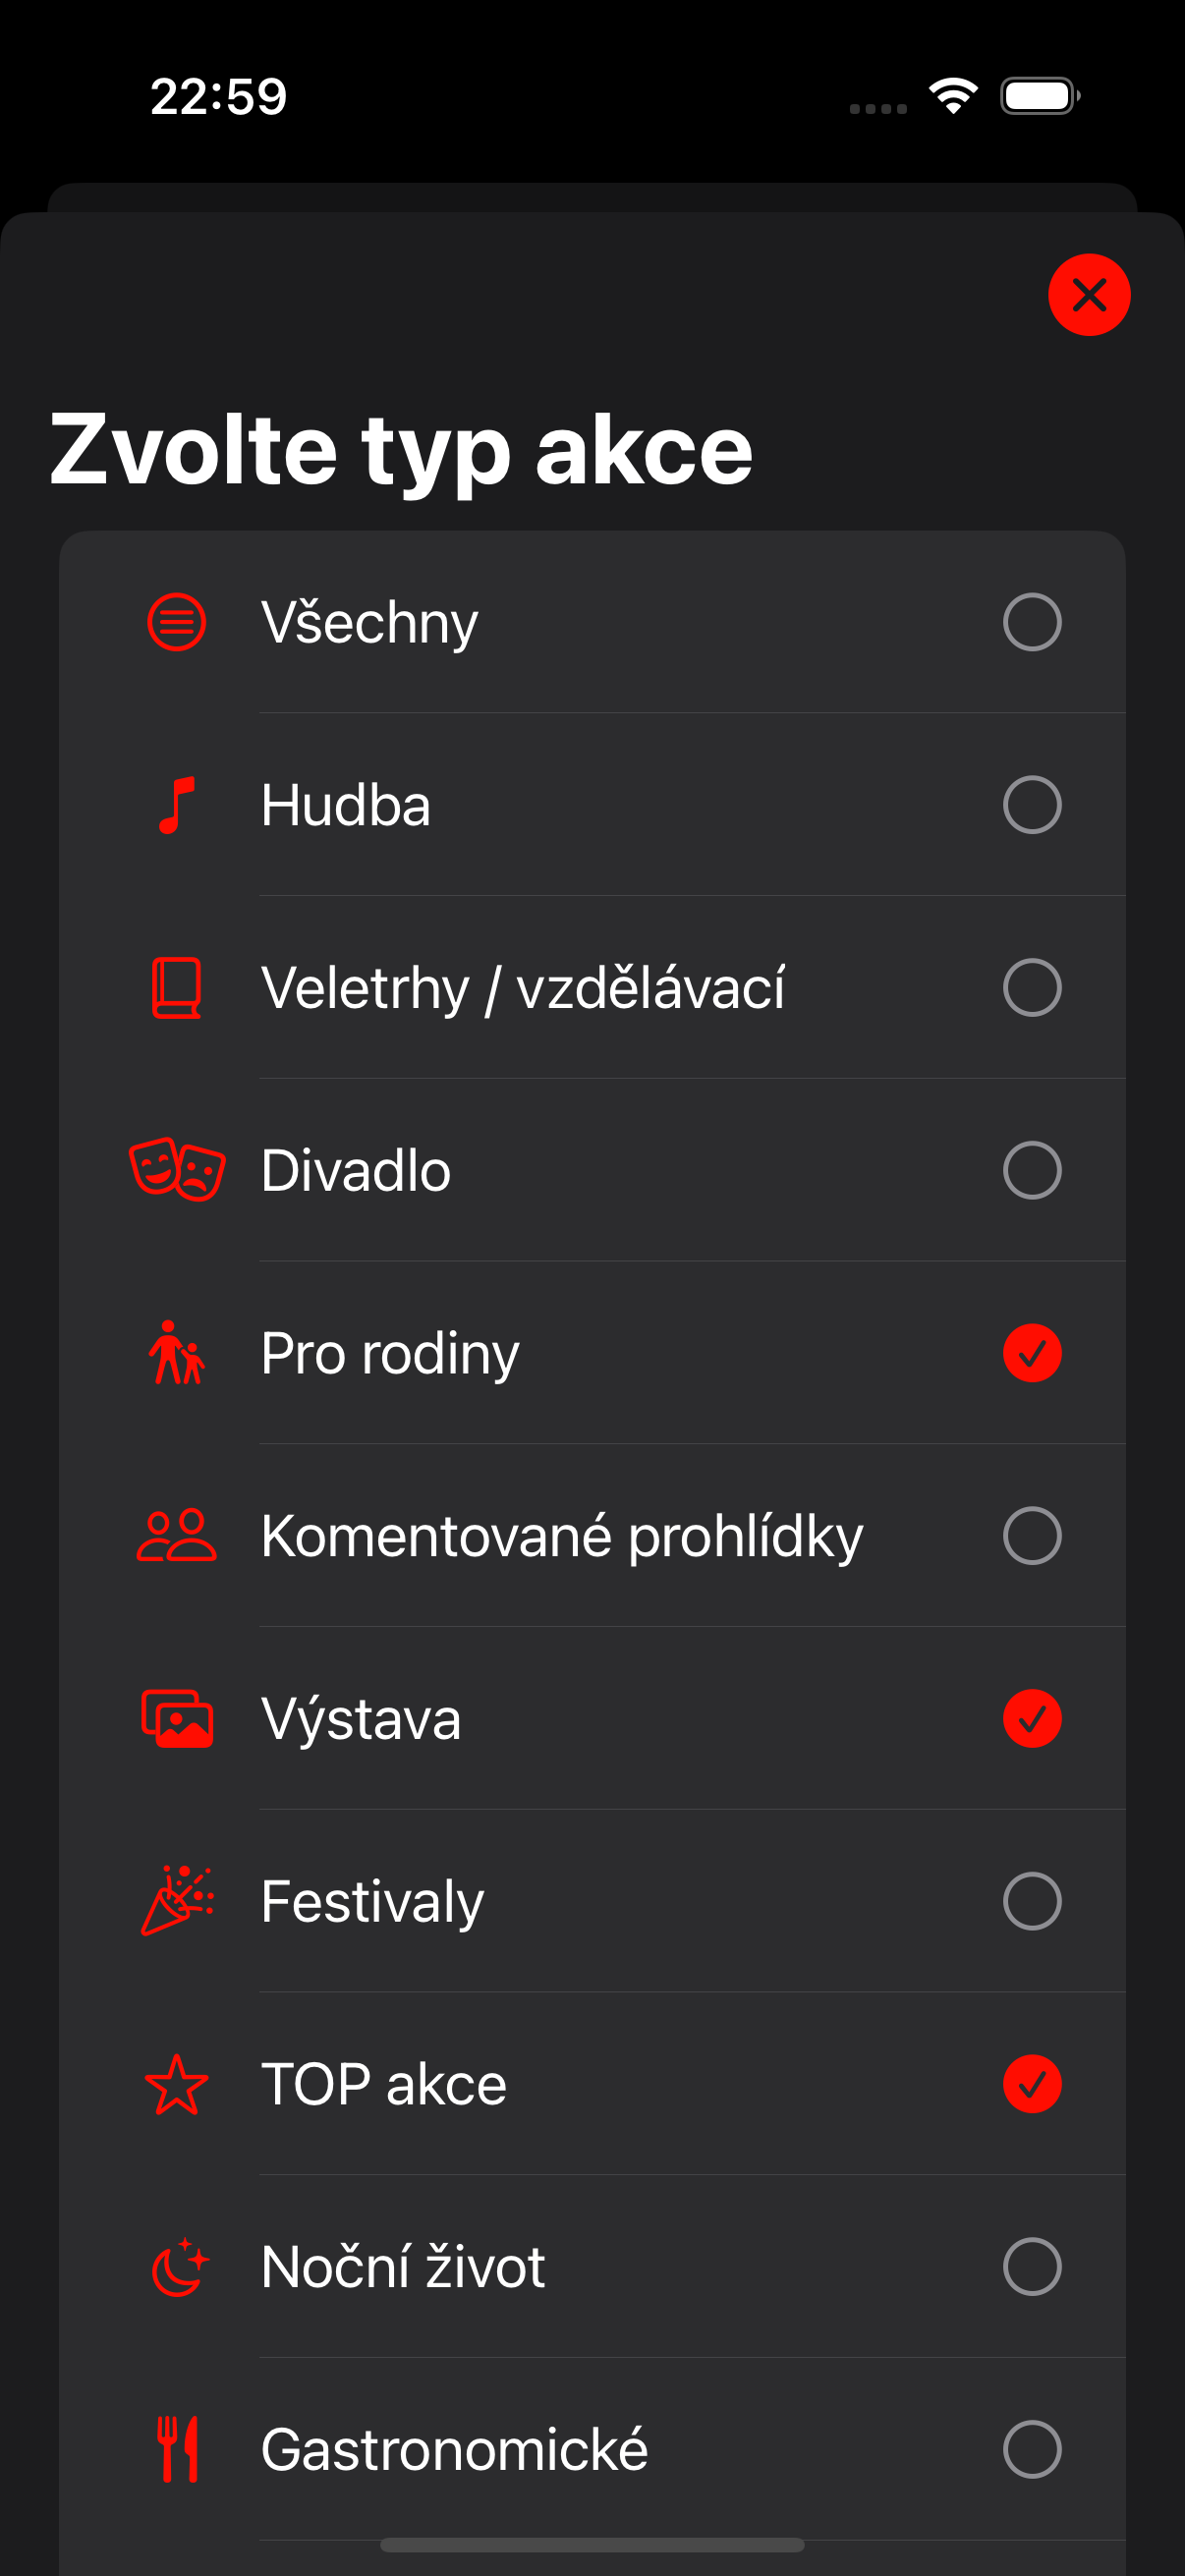 22:59
Zvolte typ akce
Všechny
Hudba
Veletrhy / vzdělávací
Divadlo
Pro rodiny
Komentované prohlídky
Výstava
Festivaly
TOP akce
Noční život
Gastronomické